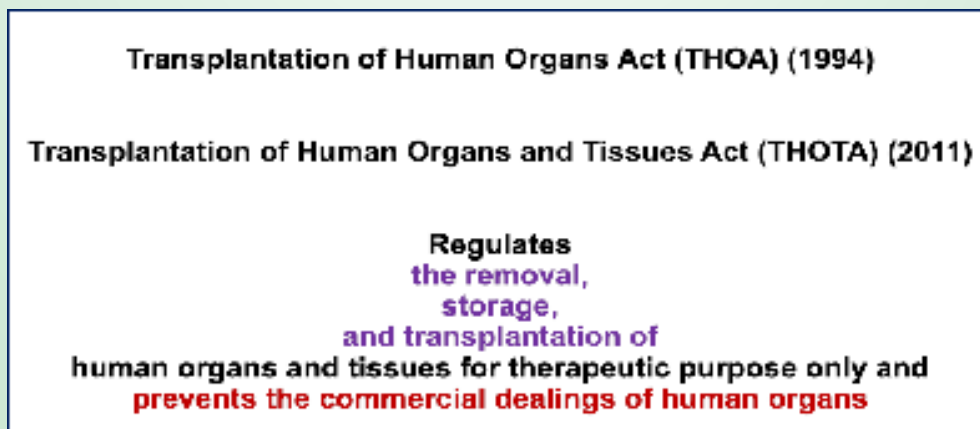 Transplantation of Human Organs Act (THOA) (1994)
Transplantation of Human Organs and Tissues Act (THOTA) (2011)
Regulates
the removal,
storage,
and transplantation of
human organs and tissues for therapeutic purpose only and
prevents the commercial dealings of human organs